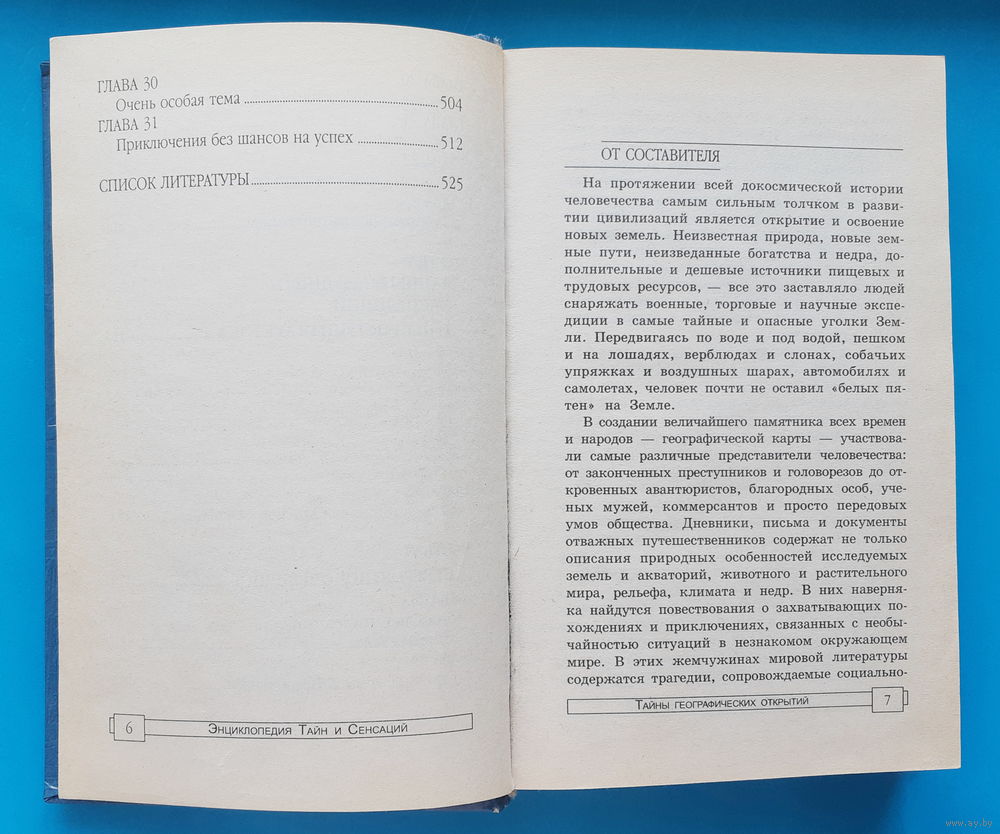 ГЛАВА 30
Очень особая тема ........................ 504
ГЛАВА 31
Приключения без шансов на успех ........................ 512
СПИСОК ЛИТЕРАТУРЫ ........................ 525
6 Энциклопедия Тайн и Сенсаций
ОТ СОСТАВИТЕЛЯ
На протяжении всей докосмической истории
человечества самым сильным толчком в разви-
тии цивилизаций является открытие и освоение
новых земель. Неизвестная природа, новые зем-
ные пути, неизведанные богатства и недра, до-
полнительные и дешевые источники пищевых и
трудовых ресурсов, — все это заставляло людей
снаряжать военные, торговые и научные экспе-
диции в самые тайные и опасные уголки Зем-
ли. Передвигаясь по воде и под водой, пешком
и на лошадях, верблюдах и слонах, собачьих
упряжках и воздушных шарах, автомобилях и
самолетах, человек почти не оставил «белых пя-
тен» на Земле.
В создании величайшего памятника всех времен
и народов — географической карты — участвова-
ли самые различные представители человечества:
от законченных преступников и головорезов до от-
кровенных авантюристов, благородных особ, уче-
ных мужей, коммерсантов и просто передовых
умов общества. Дневники, письма и документы
отважных путешественников содержат не только
описания природных особенностей исследуемых
земель и акваторий, животного и растительного
мира, рельефа, климата и недр. В них наверня-
ка найдутся повествования о захватывающих по-
хождениях и приключениях, связанных с необы-
чайностью ситуаций в незнакомом окружающем
мире. В этих жемчужинах мировой литературы
содержатся трагедии, сопровождаемые социально-
Тайны географических открытий 7
www.ay.by